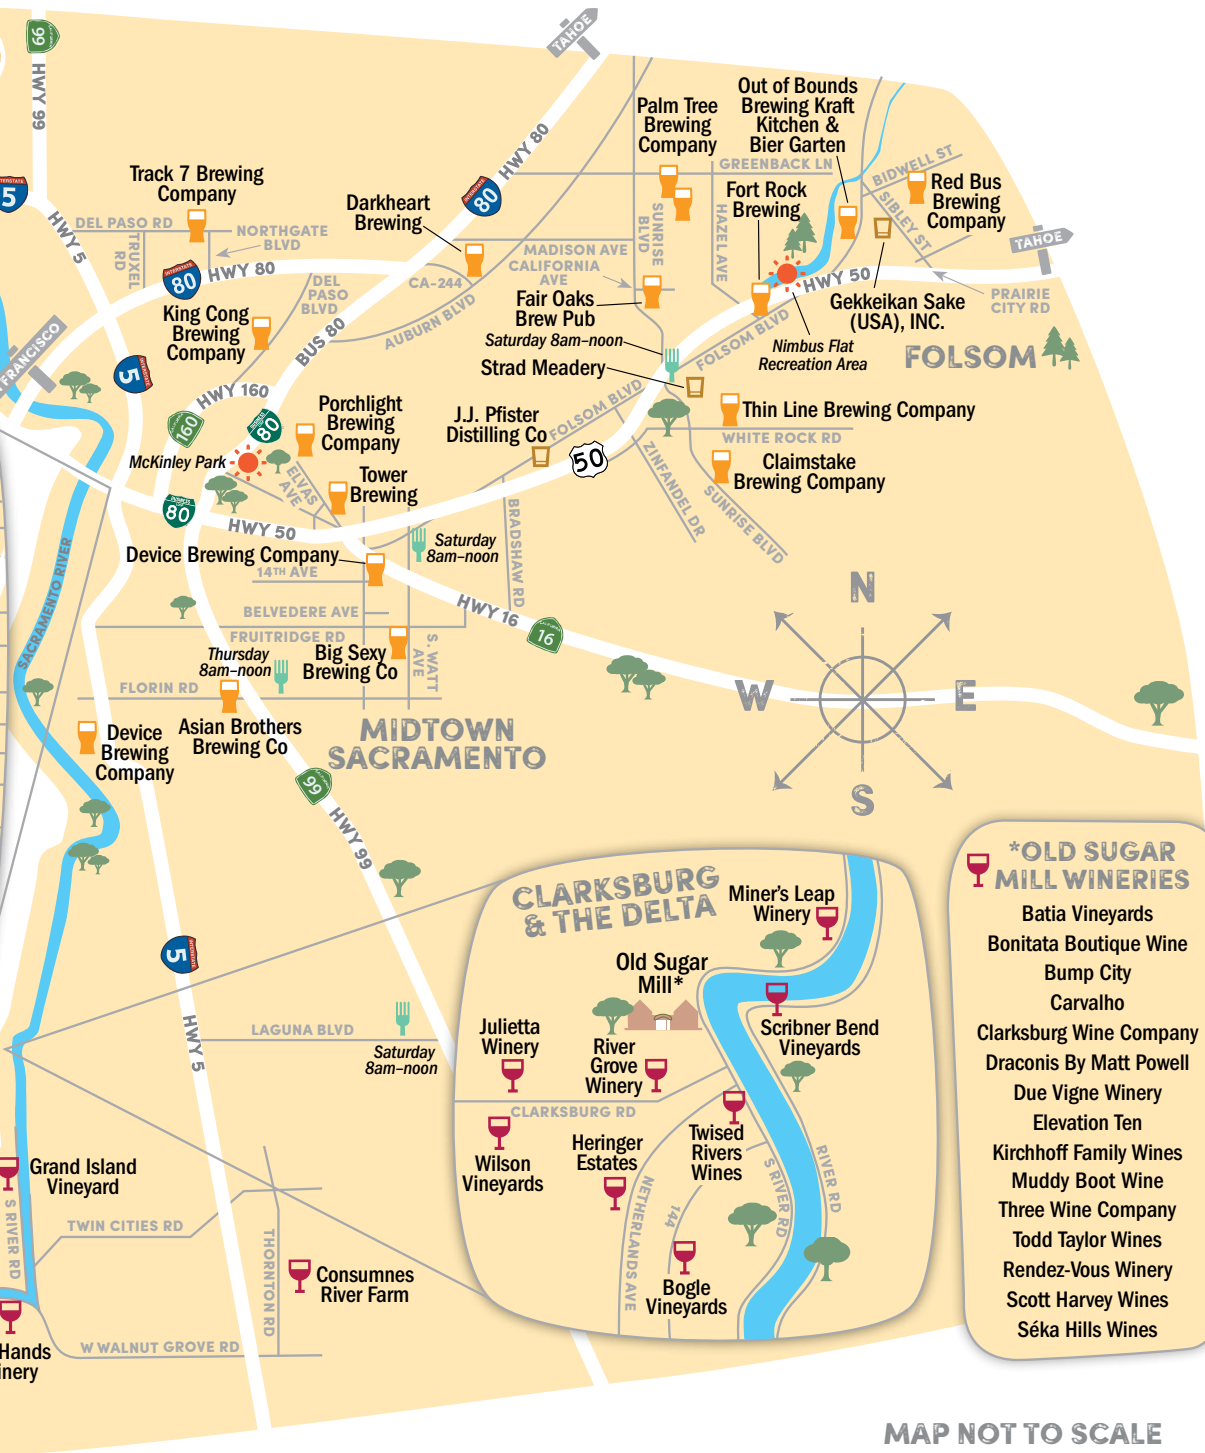 TAHOE
99
HWY 99
HWY 80
Out of Bounds
Brewing Kraft
Kitchen &
Bier Garten
Palm Tree
Brewing
Company
GREENBACK LN
BIDWELL ST
Track 7 Brewing
Company
INTERSTATE
5
INTERSTATE
80
Fort Rock
Brewing
Red Bus
Brewing
Company
SIBLEY ST
Darkheart
Brewing
HWY 5
DEL PASO RD
TRUXEL
RD
NORTHGATE
BLVD
SUNRISE
BLVD
HAZEL AVE
MADISON AVE
CALIFORNIA
AVE
TAHOE
INTERSTATE
80
HWY 80
CA-244
DEL
PASO
BLVD
AUBURN BLVD
HWY 50
PRAIRIE
CITY RD
Fair Oaks
Brew Pub
Gekkeikan Sake
(USA), INC.
King Cong
Brewing
Company
BUS 80
Saturday 8am–noon
FOLSOM BLVD
Nimbus Flat
Recreation Area
FOLSOM
FRANCISCO
INTERSTATE
5
Strad Meadery
HWY 160
160
80
Porchlight
Brewing
Company
J.J. Pfister
Distilling Co
FOLSOM BLVD
Thin Line Brewing Company
WHITE ROCK RD
McKinley Park
50
ELVAS
AVE
Tower
Brewing
ZINFANDEL DR
Claimstake
Brewing Company
SUNRISE BLVD
80
HWY 50
BRADSHAW RD
Saturday
8am–noon
Device Brewing Company
14TH AVE
SACRAMENTO RIVER
BELVEDERE AVE
HWY 16
16
FRUITRIDGE RD
N
W
E
S
Thursday
8am–noon
Big Sexy
Brewing Co
S. WATT
AVE
FLORIN RD
Asian Brothers
Brewing Co
MIDTOWN
SACRAMENTO
Device
Brewing
Company
99
HWY 99
INTERSTATE
5
HWY 5
LAGUNA BLVD
Saturday
8am–noon
CLARKSBURG
& THE DELTA
Miner's Leap
Winery
Old Sugar
Mill*
Scribner Bend
Vineyards
Julietta
Winery
River
Grove
Winery
CLARKSBURG RD
Wilson
Vineyards
Heringer
Estates
Twised
Rivers
Wines
S RIVER RD
RIVER RD
NETHERLANDS AVE
144
Bogle
Vineyards
Grand Island
Vineyard
S RIVER RD
TWIN CITIES RD
THORNTON RD
Consumnes
River Farm
W WALNUT GROVE RD
Hands
inery
*OLD SUGAR
MILL WINERIES
Batia Vineyards
Bonitata Boutique Wine
Bump City
Carvalho
Clarksburg Wine Company
Draconis By Matt Powell
Due Vigne Winery
Elevation Ten
Kirchhoff Family Wines
Muddy Boot Wine
Three Wine Company
Todd Taylor Wines
Rendez-Vous Winery
Scott Harvey Wines
Séka Hills Wines
MAP NOT TO SCALE